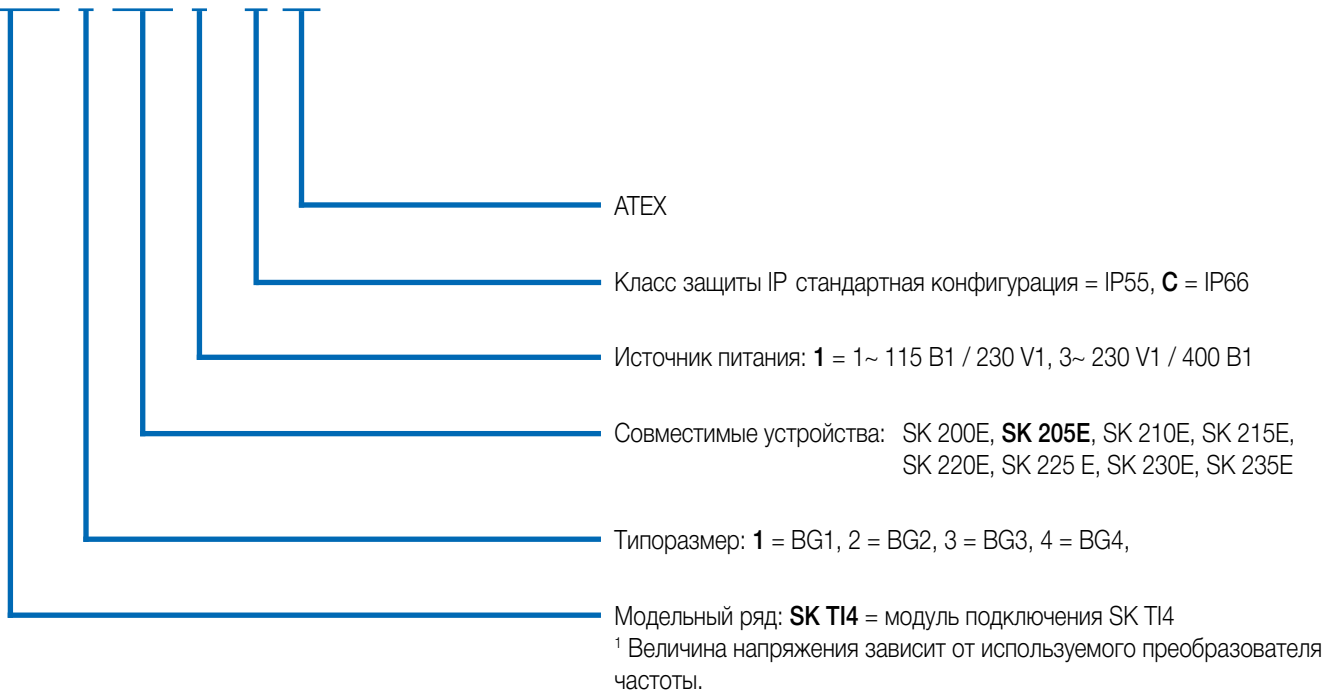 ATEX
Класс защиты IP стандартная конфигурация = IP55, C = IP66
Источник питания: 1 = 1~ 115 В1 / 230 V1, 3~ 230 V1 / 400 В1
Совместимые устройства: SK 200E, SK 205E, SK 210E, SK 215E,
SK 220E, SK 225 E, SK 230E, SK 235E
Типоразмер: 1 = BG1, 2 = BG2, 3 = BG3, 4 = BG4,
Модельный ряд: SK TI4 = модуль подключения SK TI4
¹ Величина напряжения зависит от используемого преобразователя
частоты.